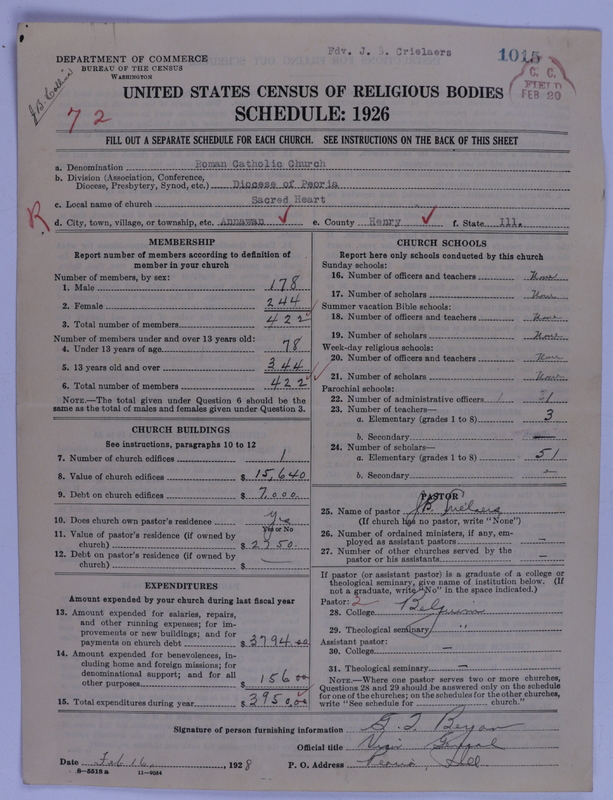 Fdv. J. B. Crielaers
1015
DEPARTMENT OF COMMERCE
BUREAU OF THE CENSUS
WASHINGTON
C. C.
FIELD
FEB 20
J B Collin
72
UNITED STATES CENSUS OF RELIGIOUS BODIES
SCHEDULE: 1926
FILL OUT A SEPARATE SCHEDULE FOR EACH CHURCH. SEE INSTRUCTIONS ON THE BACK OF THIS SHEET
a. Denomination Roman Catholic Church
b. Division (Association, Conference,
Diocese, Presbytery, Synod, etc.) Diocese of Peoria
c. Local name of church Sacred Heart
R
d. City, town, village, or township, etc. Annawan e. County Henry f. State Ill.
MEMBERSHIP
Report number of members according to definition of
member in your church
Number of members, by sex:
1. Male 178
2. Female 244
3. Total number of members 422
Number of members under and over 13 years old:
4. Under 13 years of age 78
5. 13 years old and over 344
6. Total number of members 422
NOTE.—The total given under Question 6 should be the
same as the total of males and females given under Question 3.
CHURCH BUILDINGS
See instructions, paragraphs 10 to 12
7. Number of church edifices 1
8. Value of church edifices $15,640
9. Debt on church edifices $7,000
10. Does church own pastor's residence Yes
Yes or No
11. Value of pastor's residence (if owned by
church) $2750.
12. Debt on pastor's residence (if owned by
church) $ —
EXPENDITURES
Amount expended by your church during last fiscal year
13. Amount expended for salaries, repairs,
and other running expenses; for im-
provements or new buildings; and for
payments on church debt $3794.00
14. Amount expended for benevolences, in-
cluding home and foreign missions; for
denominational support; and for all
other purposes $156.00
15. Total expenditures during year $3950.00
CHURCH SCHOOLS
Report here only schools conducted by this church
Sunday schools:
16. Number of officers and teachers None
17. Number of scholars None
Summer vacation Bible schools:
18. Number of officers and teachers None
19. Number of scholars None
Week-day religious schools:
20. Number of officers and teachers None
21. Number of scholars None
Parochial schools:
22. Number of administrative officers 1
23. Number of teachers—
a. Elementary (grades 1 to 8) 3
b. Secondary
24. Number of scholars—
a. Elementary (grades 1 to 8) 51
b. Secondary —
PASTOR
25. Name of pastor
(If church has no pastor, write "None")
26. Number of ordained ministers, if any, em-
ployed as assistant pastors —
27. Number of other churches served by the
pastor or his assistants —
If pastor (or assistant pastor) is a graduate of a college or
theological seminary, give name of institution below. (If
not a graduate, write "No" in the space indicated.)
Pastor: 2
28. College Belgium
29. Theological seminary "
Assistant pastor:
30. College —
31. Theological seminary —
NOTE.—Where one pastor serves two or more churches,
Questions 28 and 29 should be answered only on the schedule
for one of the churches; on the schedules for the other churches,
write "See schedule for church."
Signature of person furnishing information
Official title Vicar General
Date Feb 16, 1928 P. O. Address Peoria, Ill
8-5518 a 11-9024